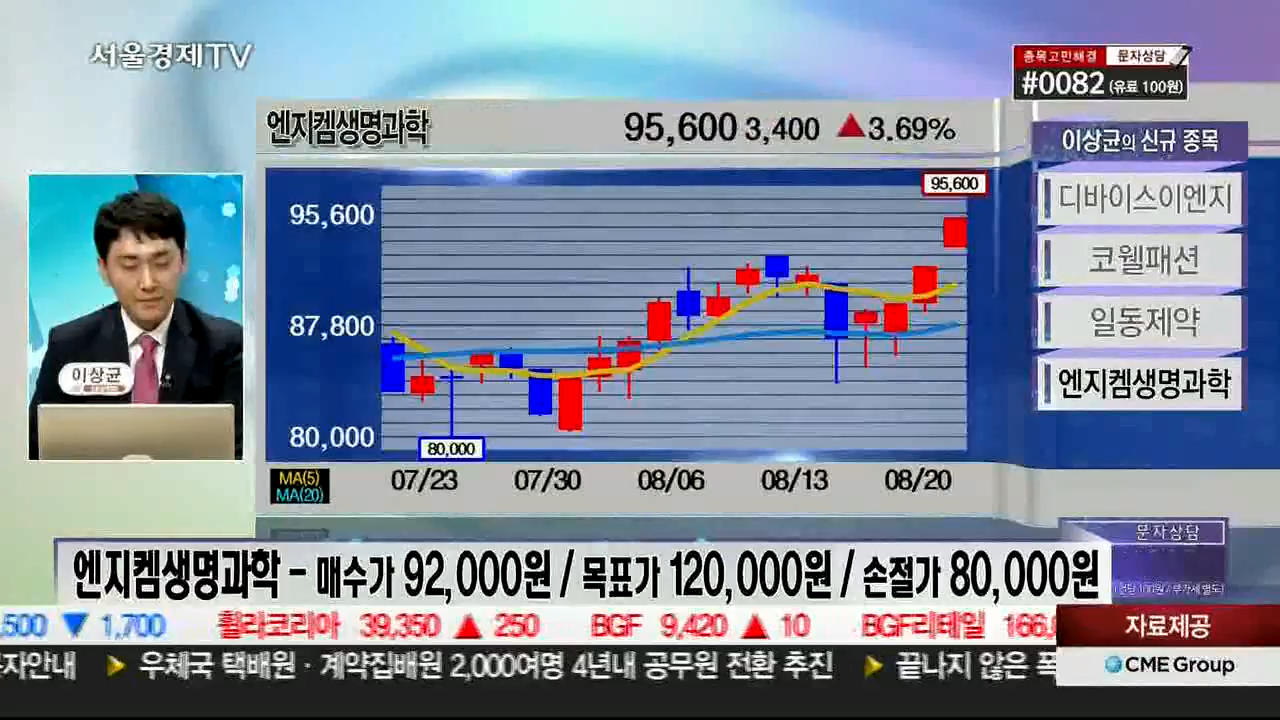 서울경제TV
종목고민해결 문자상담
#0082 (유료 100원)
엔지켐생명과학 95,600 3,400 ▲3.69%
이상균의 신규 종목
디바이스이엔지
코웰패션
일동제약
엔지켐생명과학
95,600
95,600
87,800
80,000
80,000
이상균
MA(5)
MA(20)
07/23 07/30 08/06 08/13 08/20
문자상담
엔지켐생명과학 - 매수가 92,000원 / 목표가 120,000원 / 손절가 80,000원
500 ▼ 1,700 휠라코리아 39,350 ▲ 250 BGF 9,420 ▲ 10 BGF리테일
자료제공
CME Group
▶ 우체국 택배원 · 계약집배원 2,000여명 4년내 공무원 전환 추진 ▶ 끝나지 않은